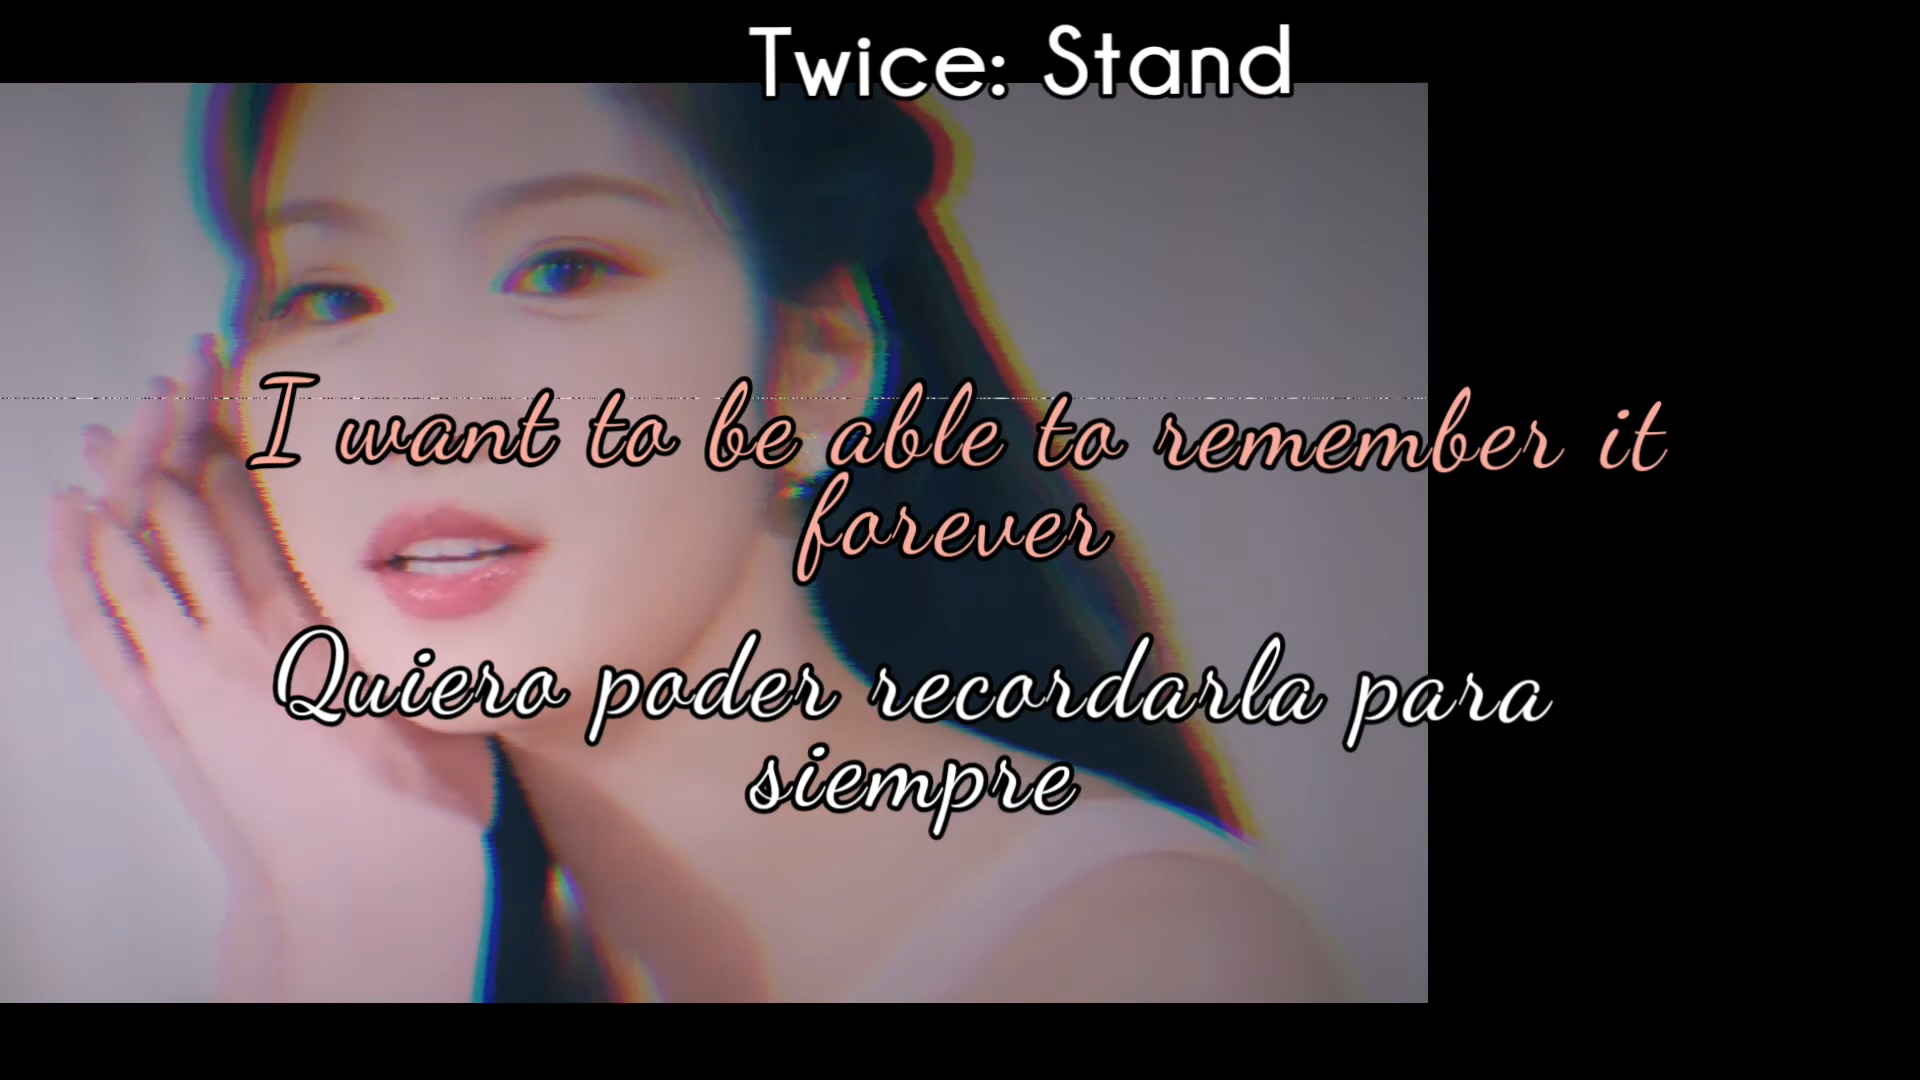 Twice: Stand
I want to be able to remember it
forever
Quiero poder recordarla para
siempre